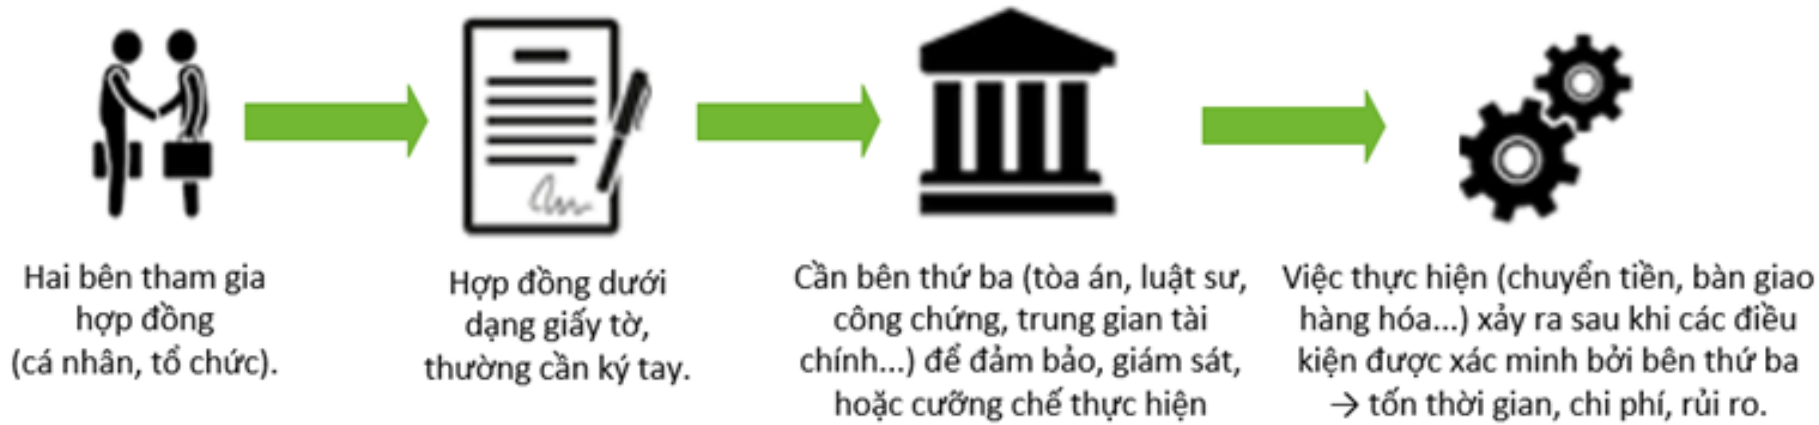 Hai bên tham gia
hợp đồng
(cá nhân, tổ chức).
Hợp đồng dưới
dạng giấy tờ,
thường cần ký tay.
Cần bên thứ ba (tòa án, luật sư,
công chứng, trung gian tài
chính...) để đảm bảo, giám sát,
hoặc cưỡng chế thực hiện
Việc thực hiện (chuyển tiền, bàn giao
hàng hóa...) xảy ra sau khi các điều
kiện được xác minh bởi bên thứ ba
→ tốn thời gian, chi phí, rủi ro.